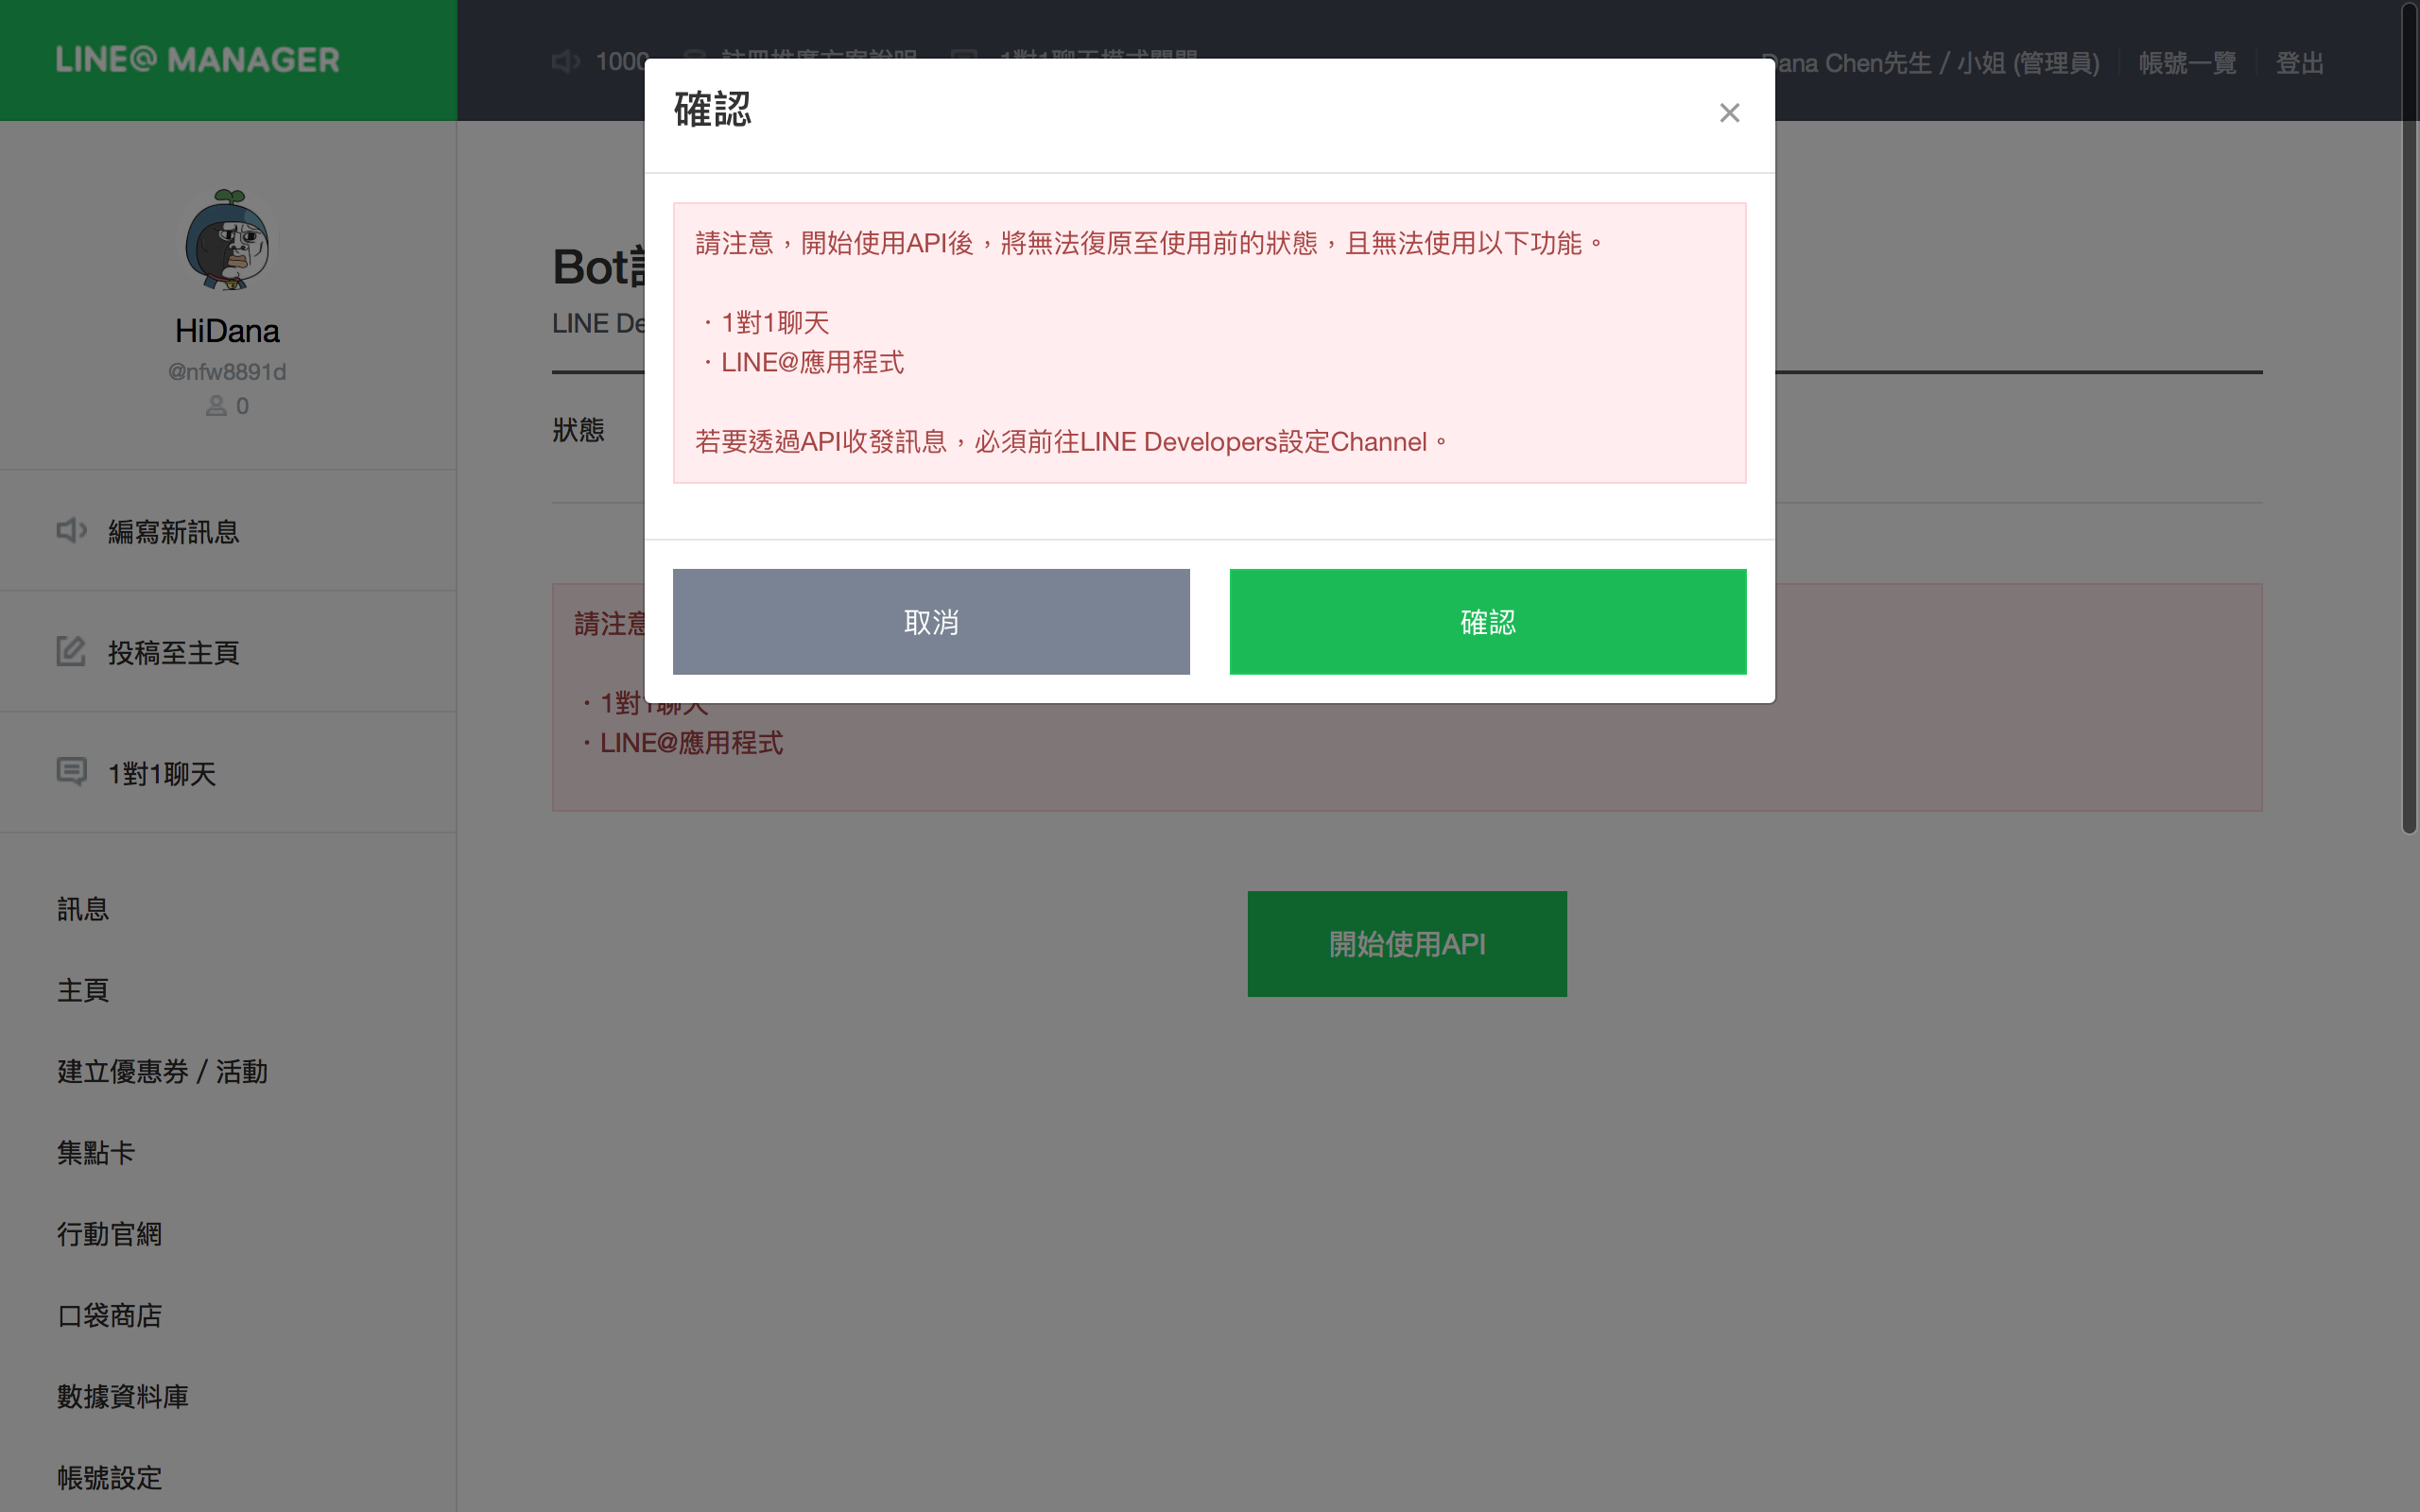 LINE@ MANAGER
1000
Dana Chen先生 / 小姐 (管理員)
帳號一覽
登出
HiDana
@nfw8891d
0
編寫新訊息
投稿至主頁
1對1聊天
訊息
主頁
建立優惠券 / 活動
集點卡
行動官網
口袋商店
數據資料庫
帳號設定
Bot
LINE De
狀態
確認
×
請注意，開始使用API後，將無法復原至使用前的狀態，且無法使用以下功能。
・1對1聊天
・LINE@應用程式
若要透過API收發訊息，必須前往LINE Developers設定Channel。
取消
確認
請注意
・1對1聊天
・LINE@應用程式
開始使用API